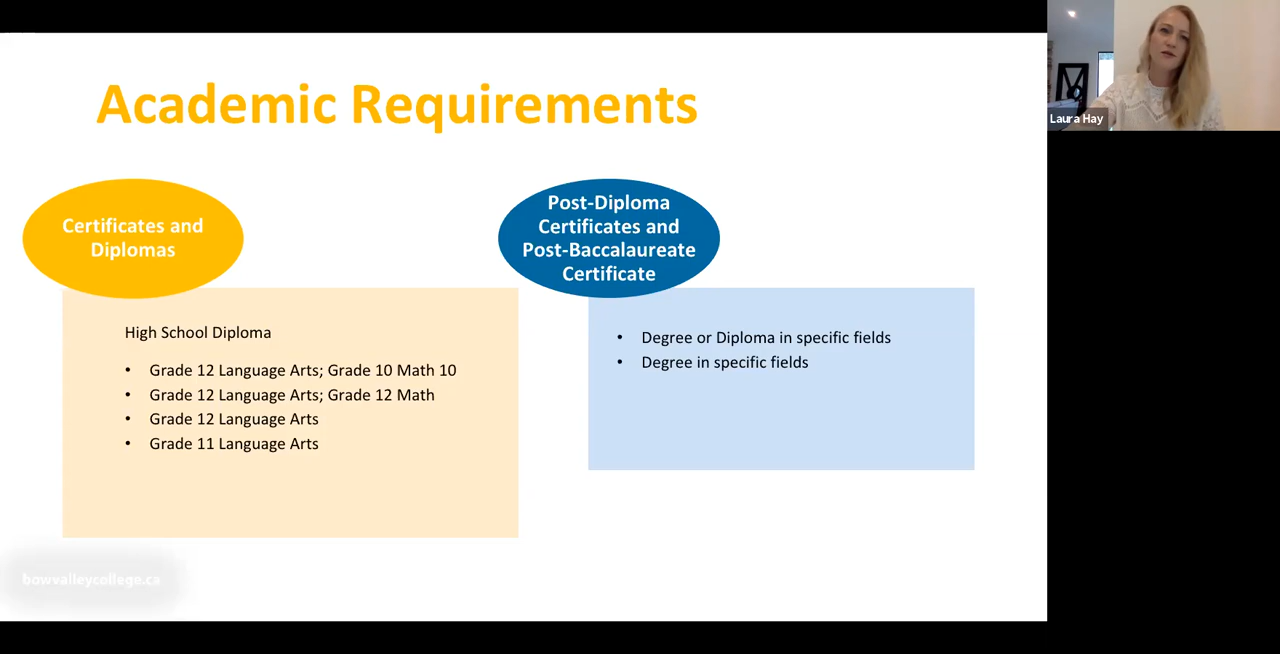 Academic Requirements
Laura Hay
Certificates and
Diplomas
High School Diploma
• Grade 12 Language Arts; Grade 10 Math 10
• Grade 12 Language Arts; Grade 12 Math
• Grade 12 Language Arts
• Grade 11 Language Arts
Post-Diploma
Certificates and
Post-Baccalaureate
Certificate
• Degree or Diploma in specific fields
• Degree in specific fields
bowvalleycollege.ca